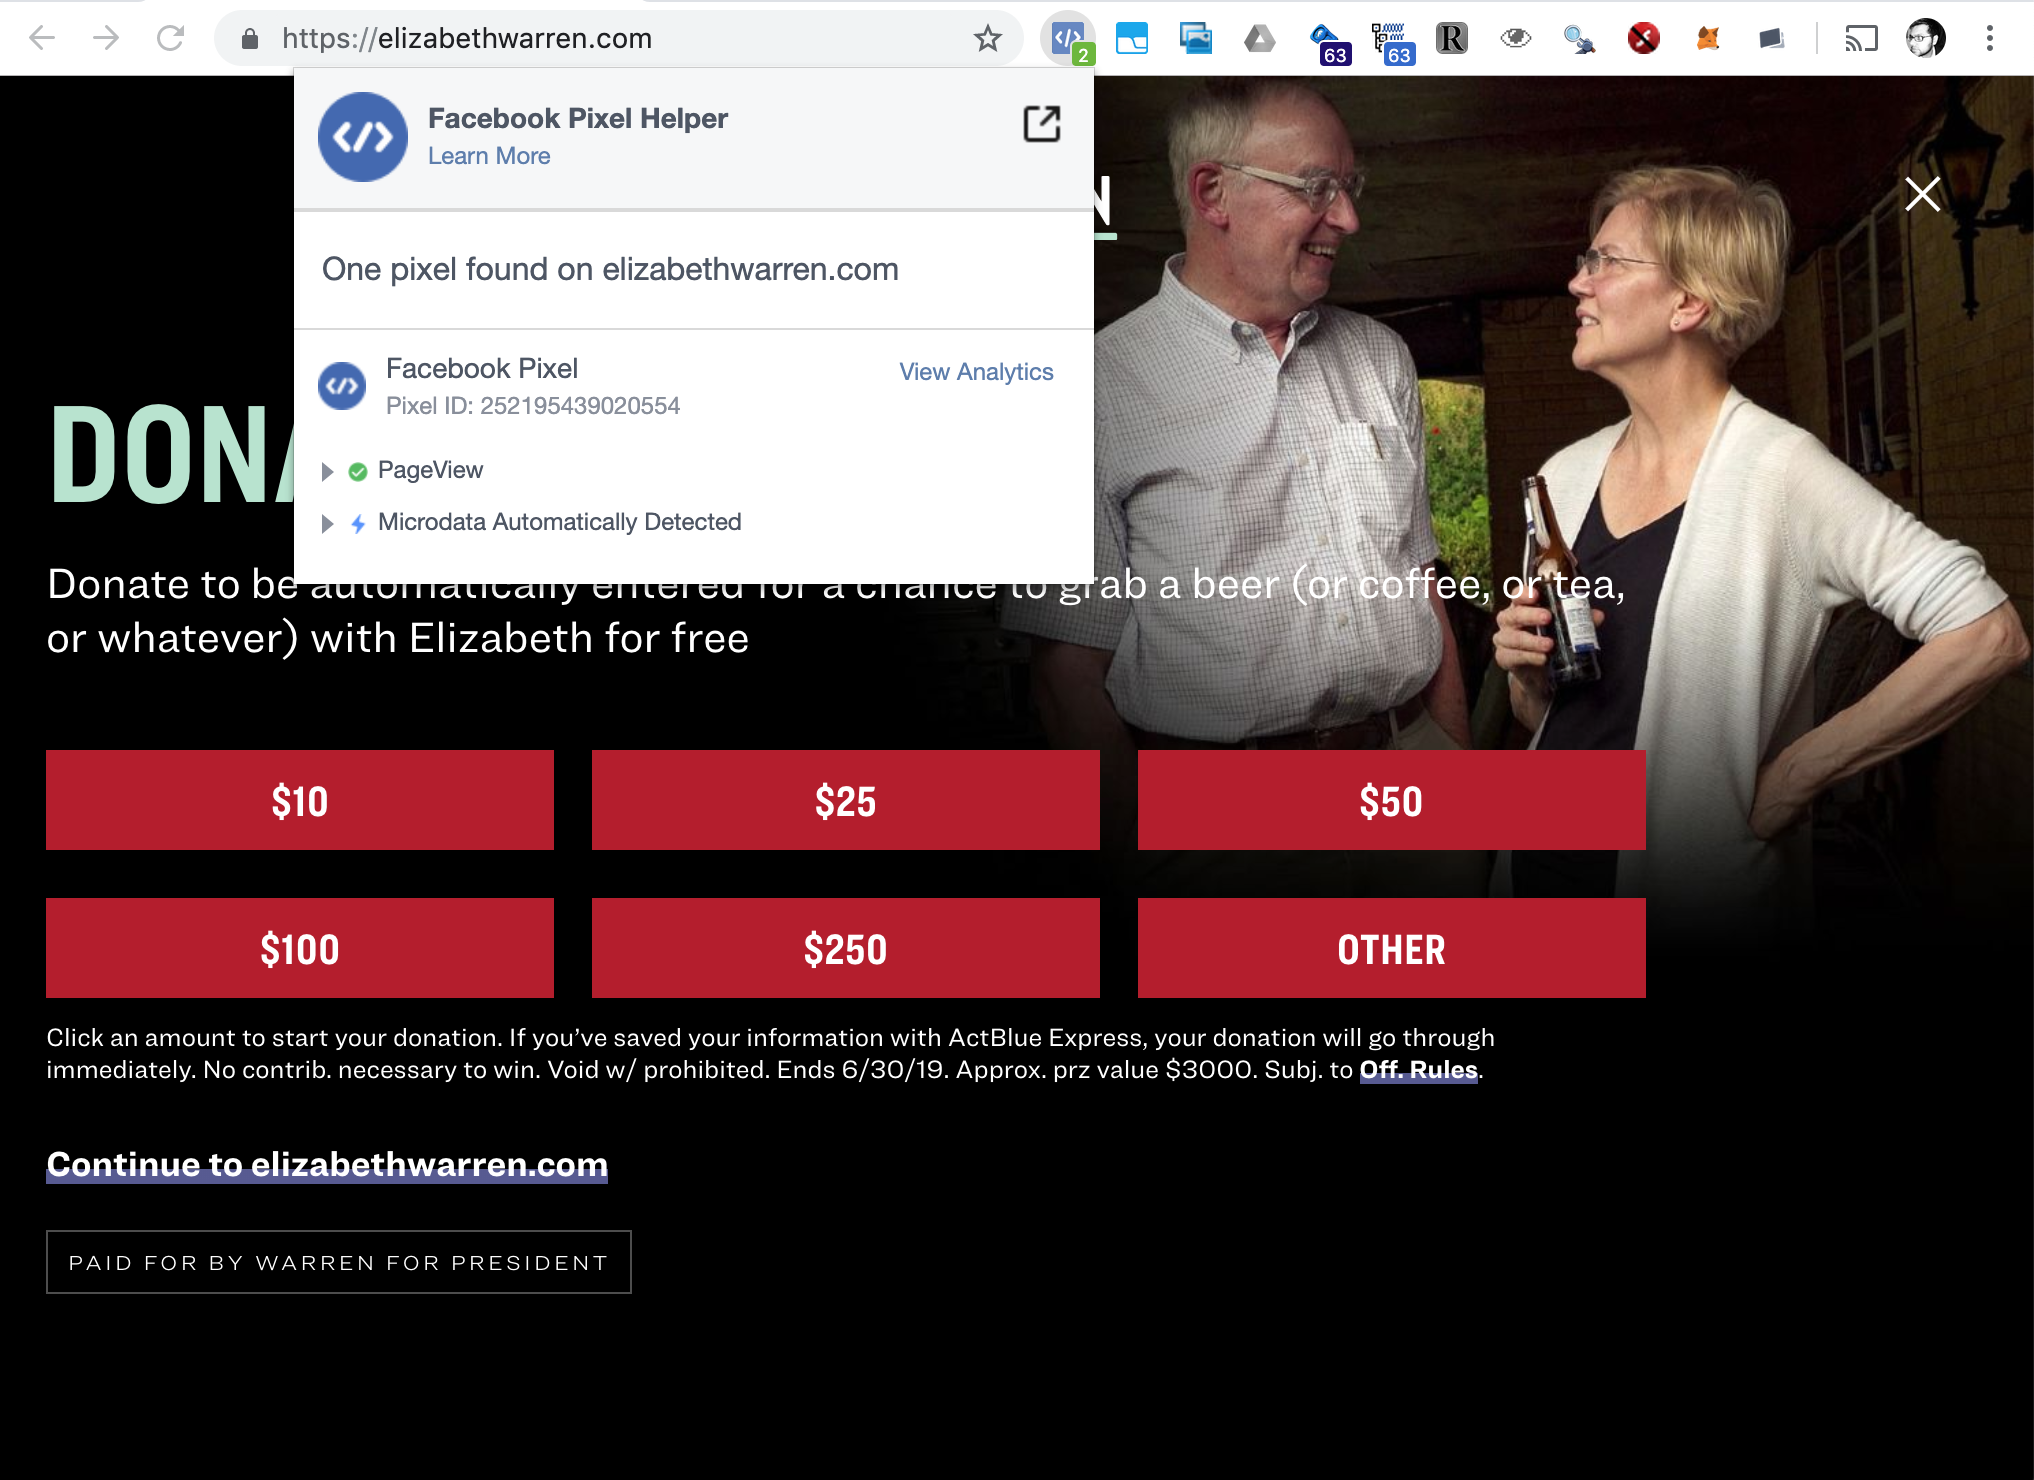 https://elizabethwarren.com
2
63
63
R
Facebook Pixel Helper
Learn More
One pixel found on elizabethwarren.com
Facebook Pixel
View Analytics
Pixel ID: 252195439020554
PageView
Microdata Automatically Detected
Donate to be automatically entered for a chance to grab a beer (or coffee, or tea,
or whatever) with Elizabeth for free
$10
$25
$50
$100
$250
OTHER
Click an amount to start your donation. If you’ve saved your information with ActBlue Express, your donation will go through
immediately. No contrib. necessary to win. Void w/ prohibited. Ends 6/30/19. Approx. prz value $3000. Subj. to Off. Rules.
Continue to elizabethwarren.com
PAID FOR BY WARREN FOR PRESIDENT